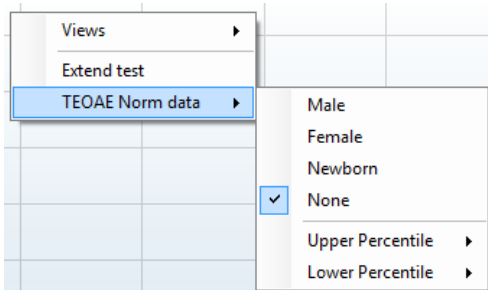 Views
Extend test
TEOAE Norm data
Male
Female
Newborn
None
Upper Percentile
Lower Percentile